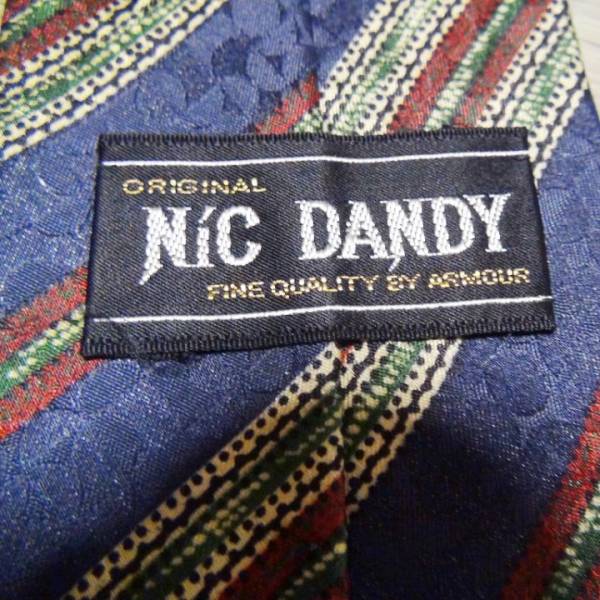 ORIGINAL
NíC DANDY
FINE QUALITY BY ARMOUR